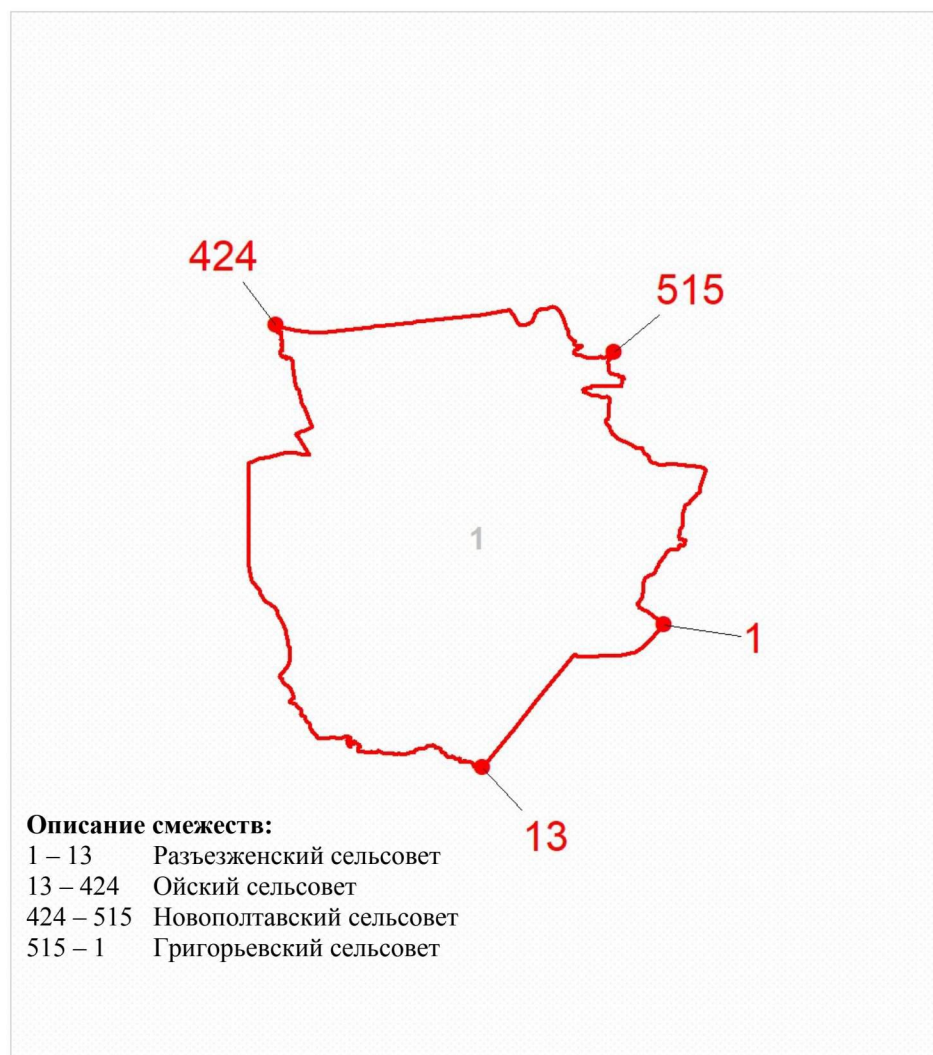 424
515
1
1
13
Описание смежеств:
1 – 13 Разъезженский сельсовет
13 – 424 Ойский сельсовет
424 – 515 Новополтавский сельсовет
515 – 1 Григорьевский сельсовет